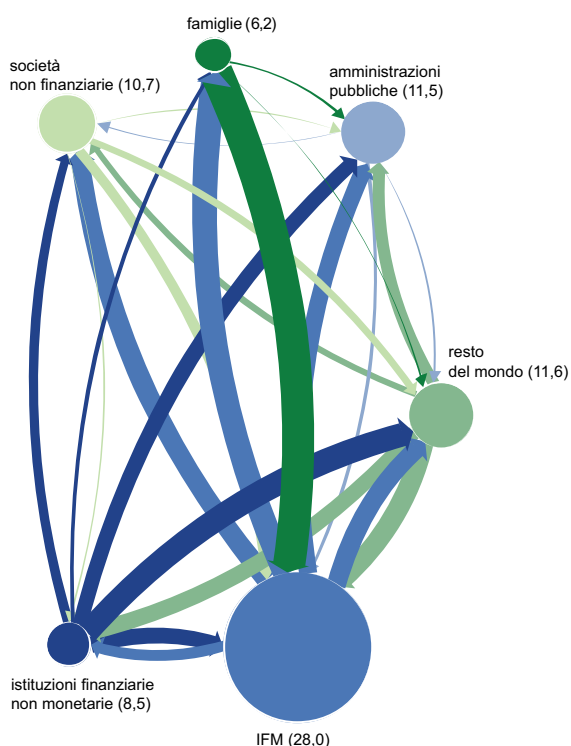 famiglie (6,2)
società
non finanziarie (10,7)
amministrazioni
pubbliche (11,5)
resto
del mondo (11,6)
istituzioni finanziarie
non monetarie (8,5)
IFM (28,0)